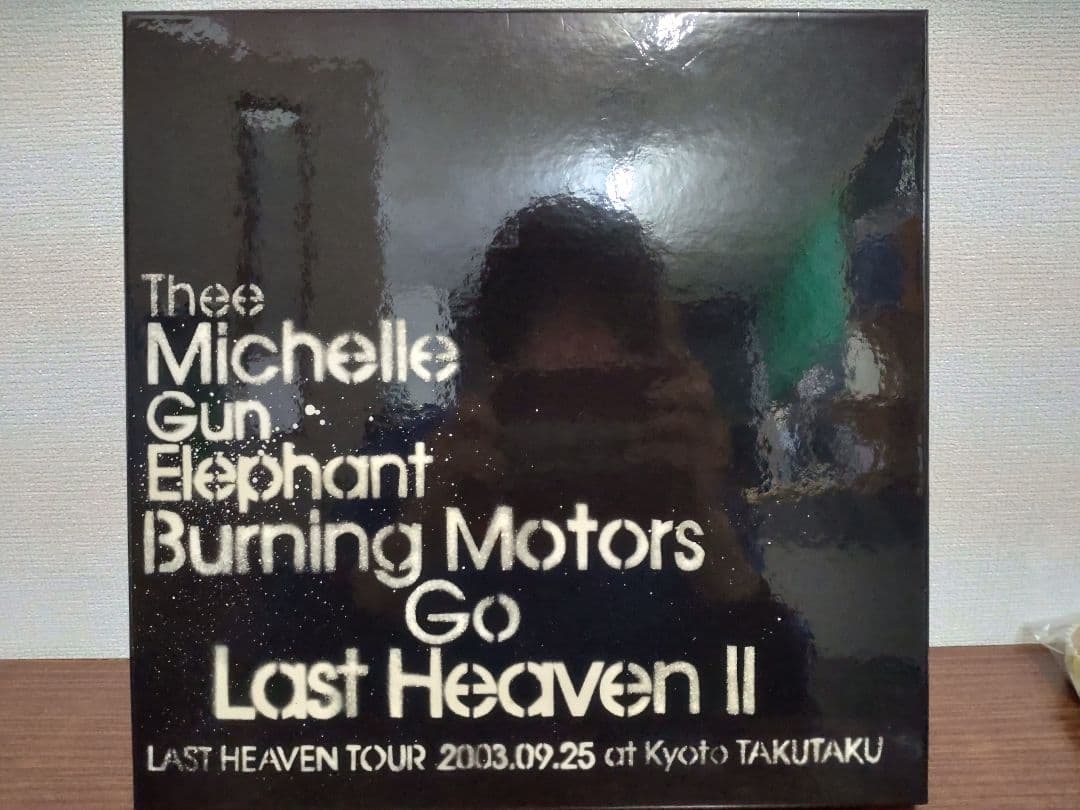 Thee
Michelle
Gun
Elephant
Burning Motors
Go
Last Heaven II
LAST HEAVEN TOUR 2003.09.25 at Kyoto TAKUTAKU